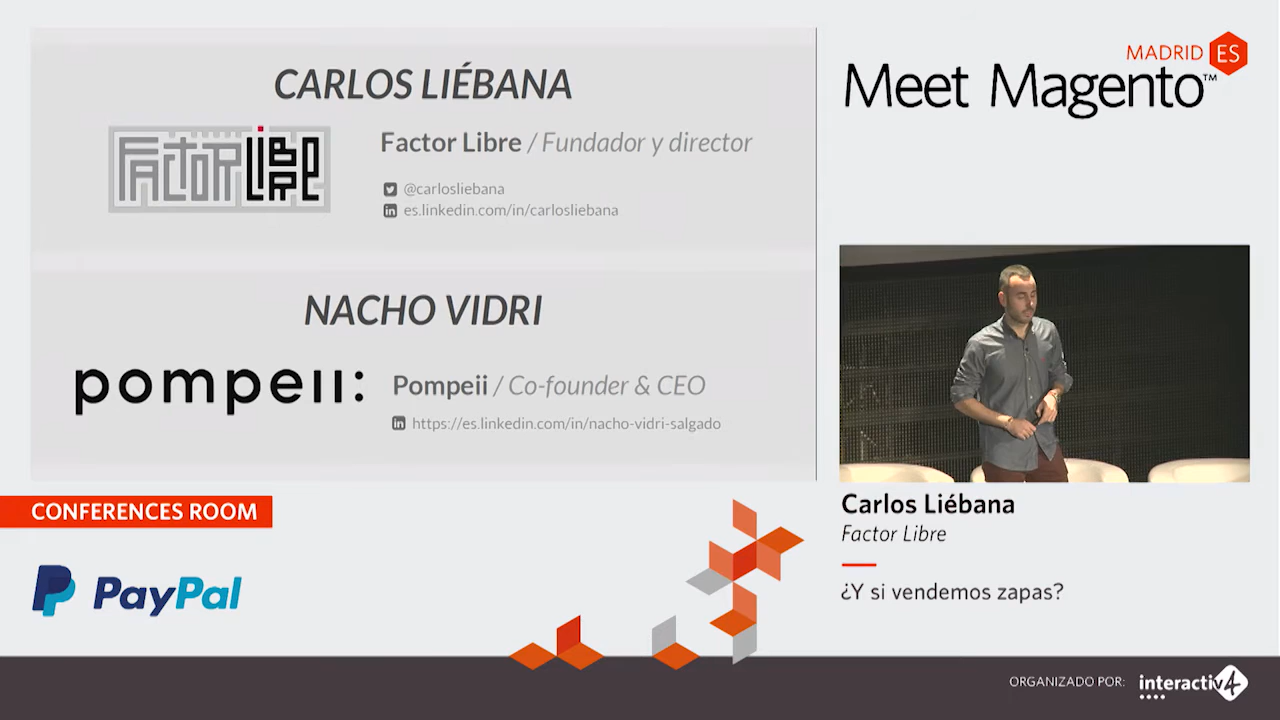 CARLOS LIÉBANA
FACTOR LIBRE
Factor Libre / Fundador y director
@carlosliebana
es.linkedin.com/in/carlosliebana
NACHO VIDRI
pompeii:
Pompeii / Co-founder & CEO
https://es.linkedin.com/in/nacho-vidri-salgado
MADRID ES
Meet Magento™
CONFERENCES ROOM
PayPal
Carlos Liébana
Factor Libre
¿Y si vendemos zapas?
ORGANIZADO POR: interactiv4